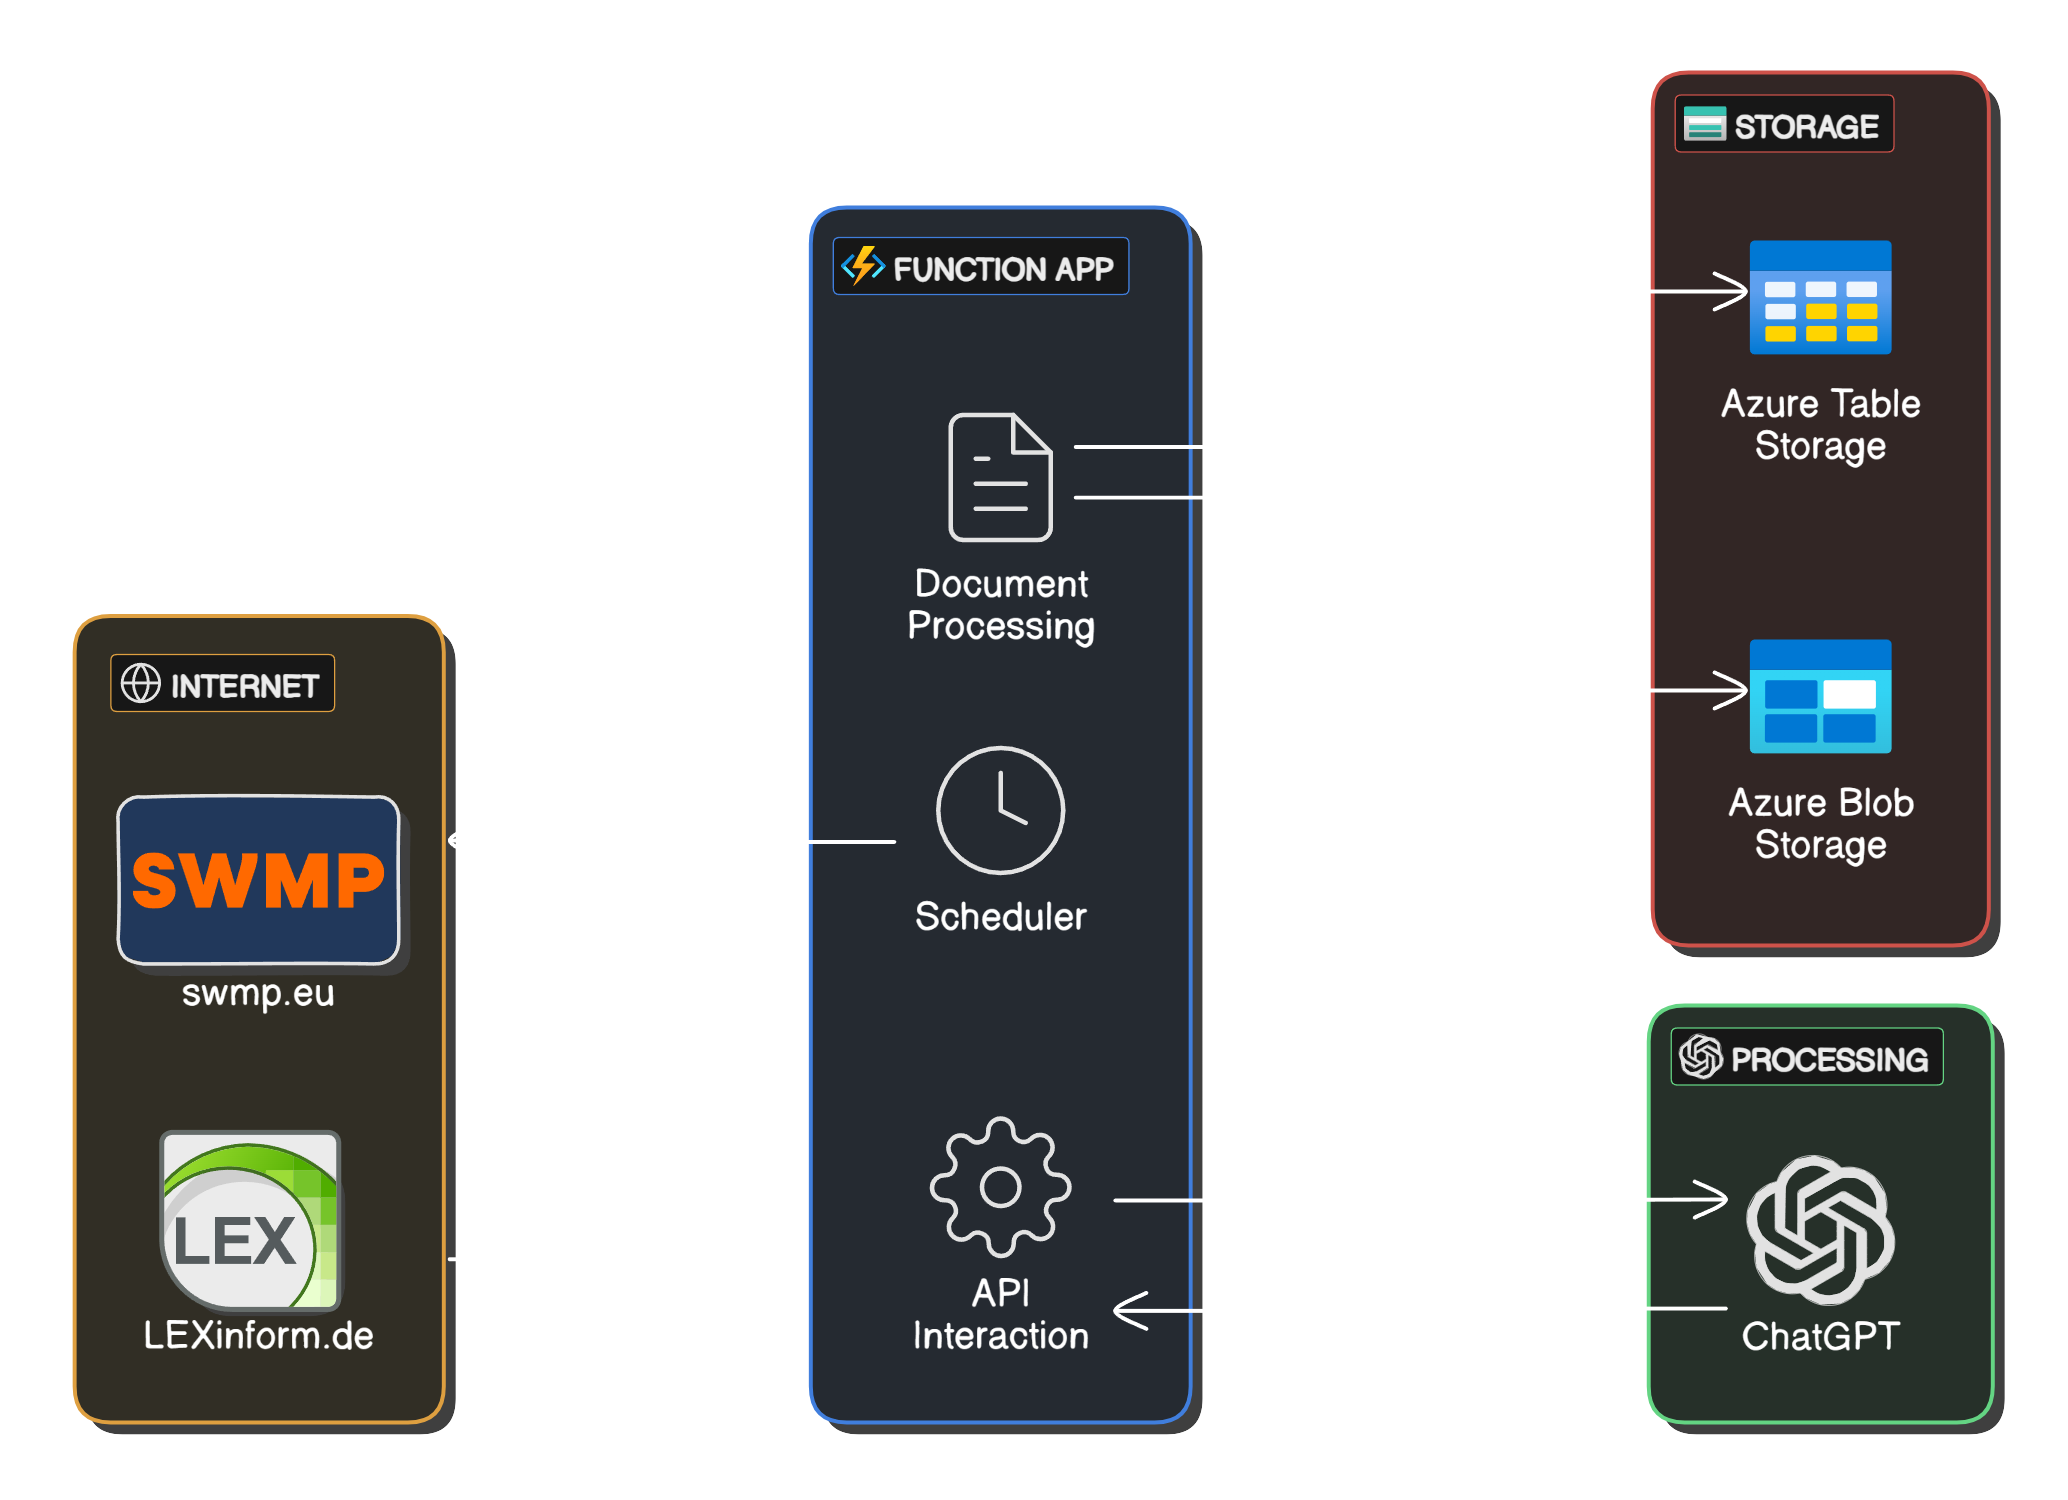 INTERNET
SWMP
swmp.eu
LEX
LEXinform.de
FUNCTION APP
Document
Processing
Scheduler
API
Interaction
STORAGE
Azure Table
Storage
Azure Blob
Storage
PROCESSING
ChatGPT